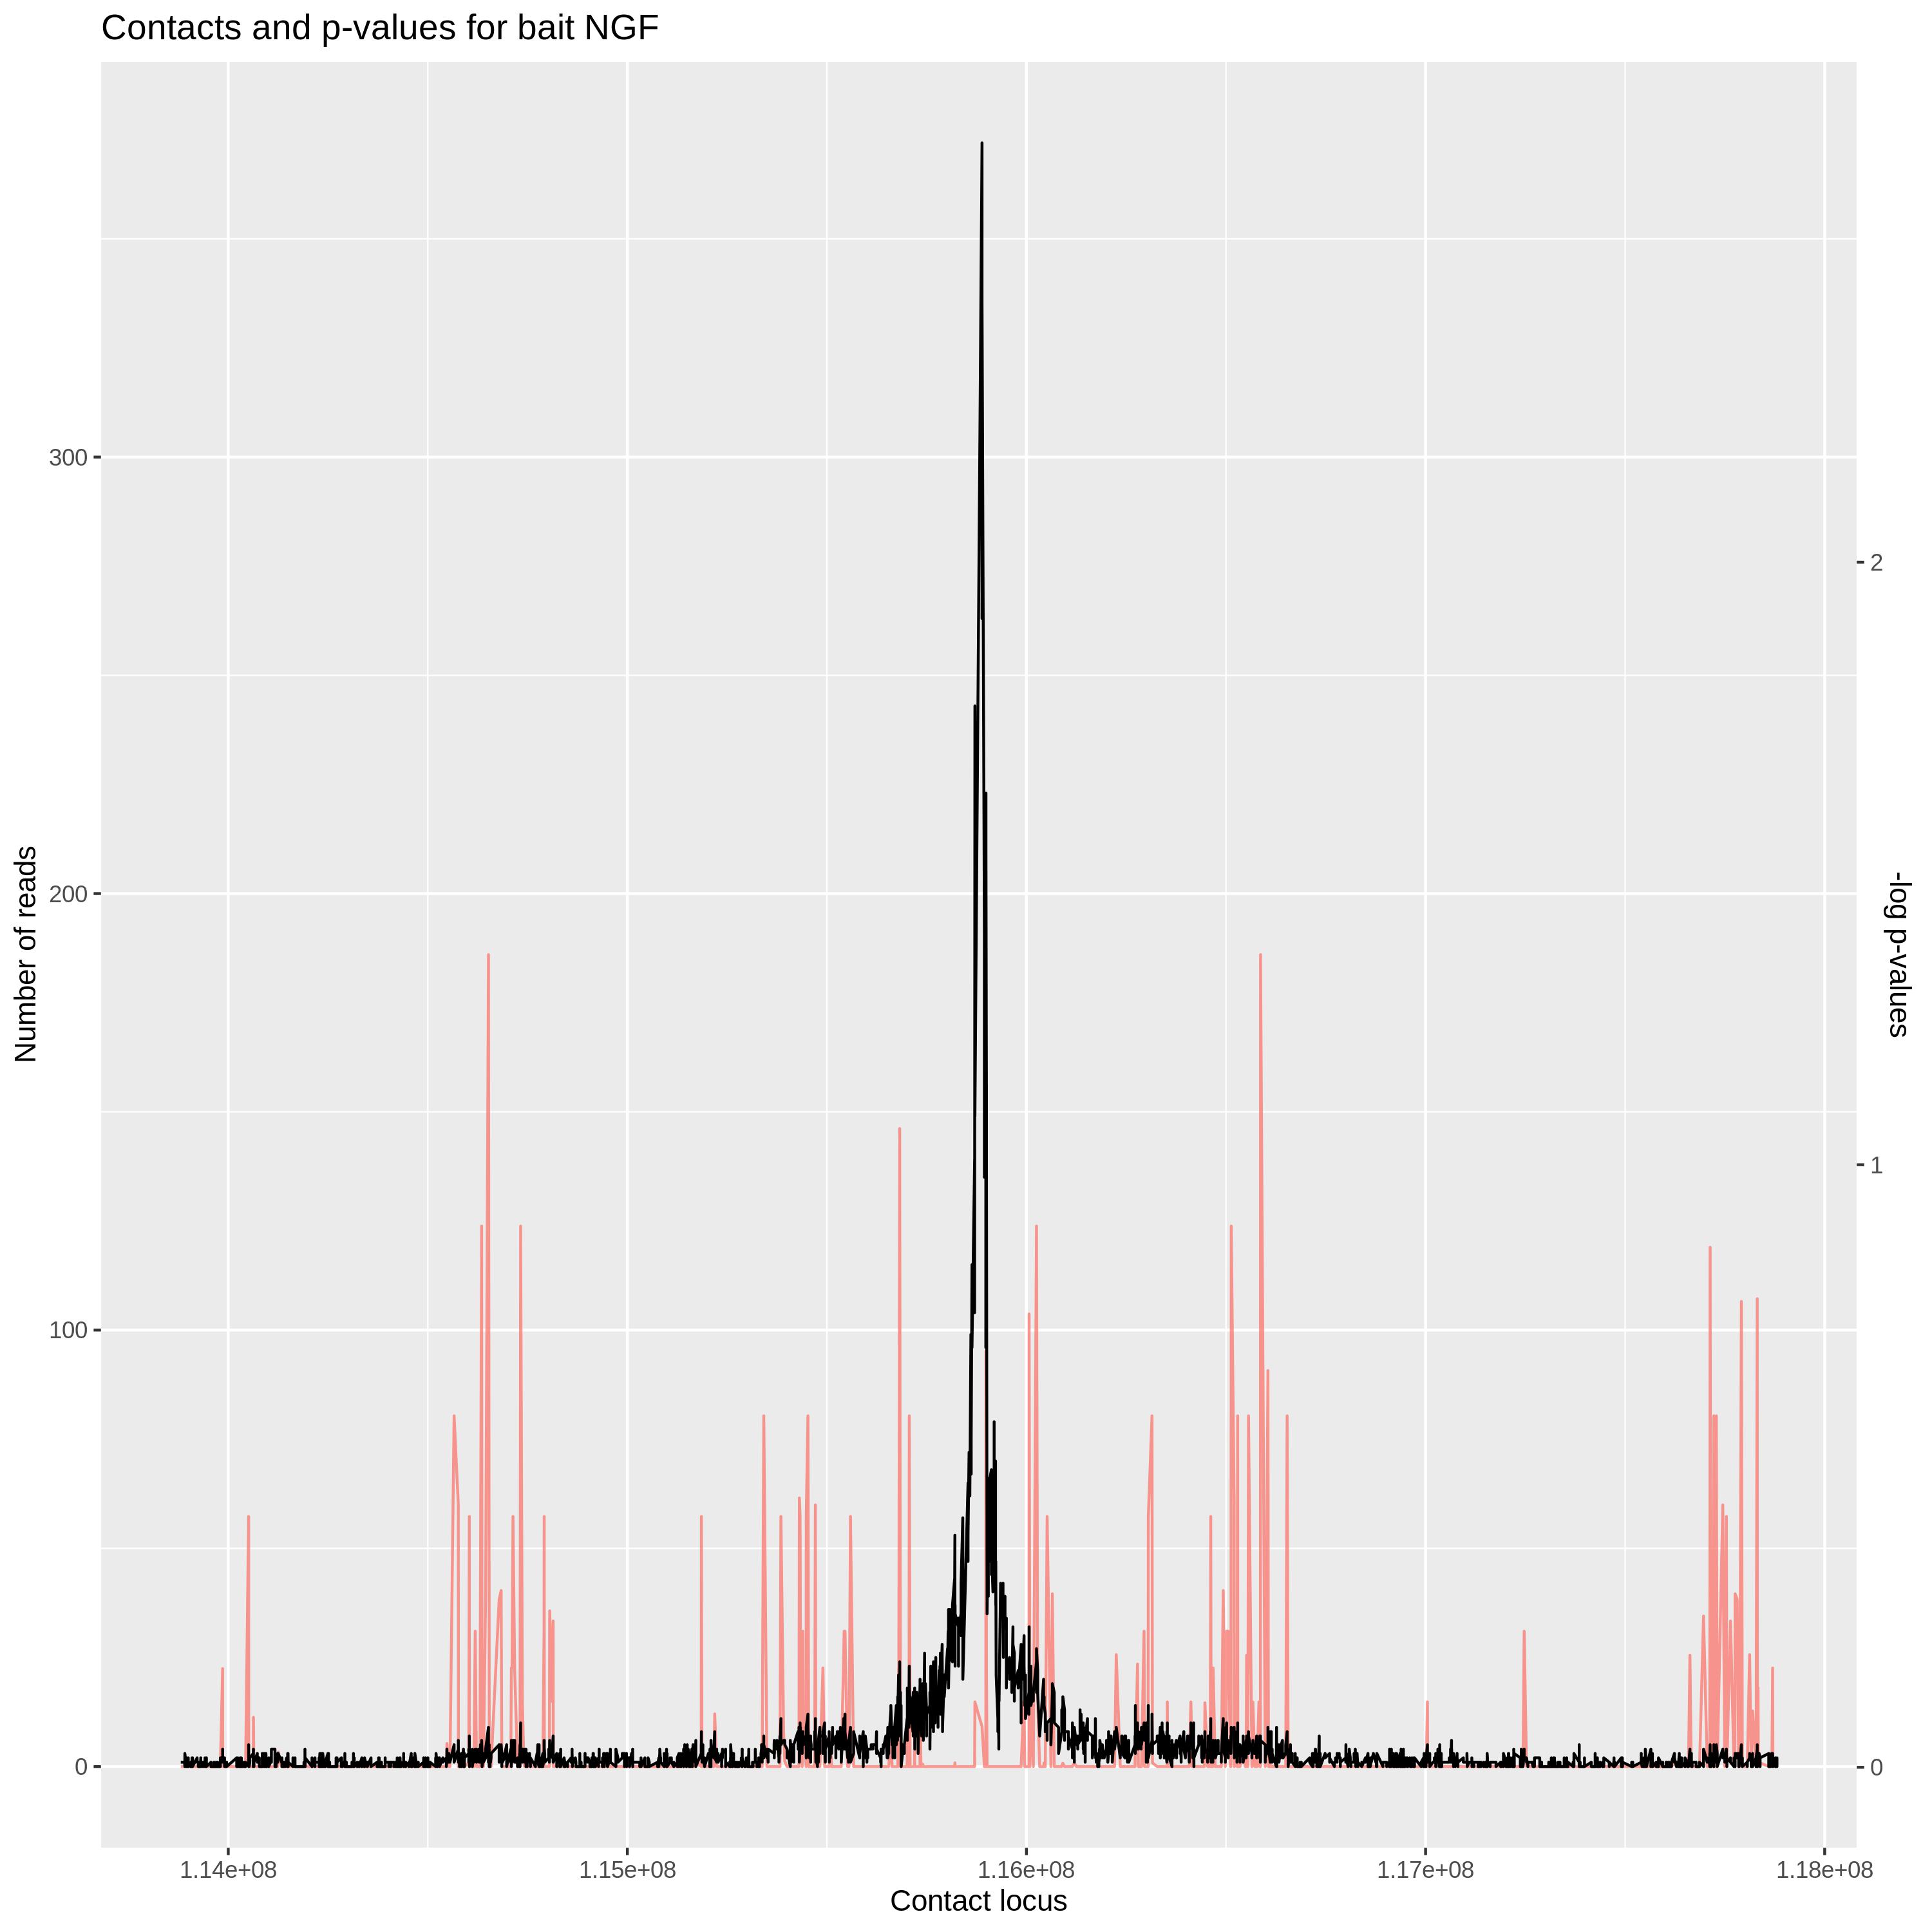 Contacts and p-values for bait NGF
Number of reads
300
200
100
0
2
1
0
-log p-values
1.14e+08
1.15e+08
1.16e+08
1.17e+08
1.18e+08
Contact locus